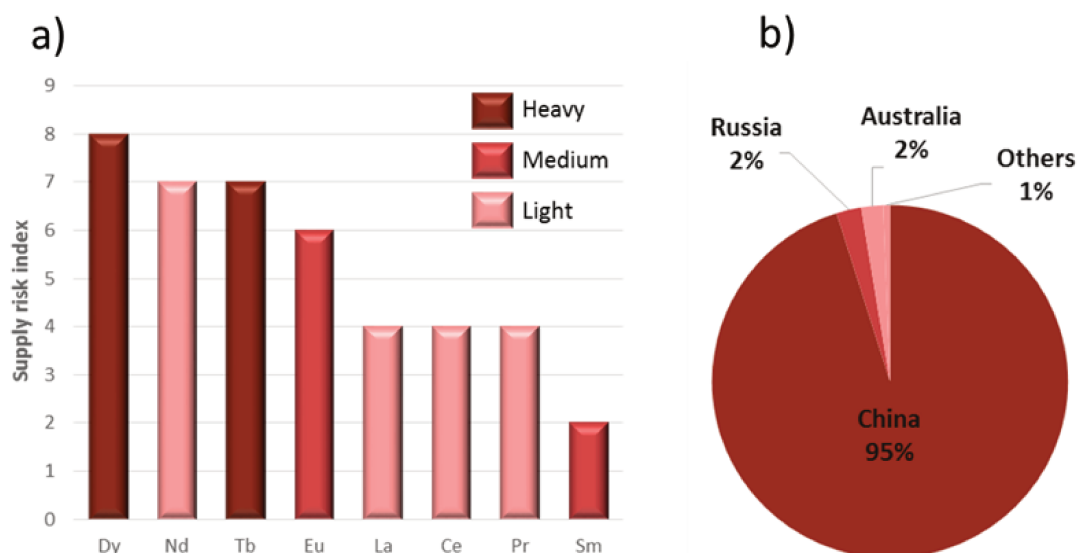 a)
9
8
7
6
5
4
3
2
1
0
Supply risk index
Dy
Nd
Tb
Eu
La
Ce
Pr
Sm
Heavy
Medium
Light
b)
Russia
2%
Australia
2%
Others
1%
China
95%